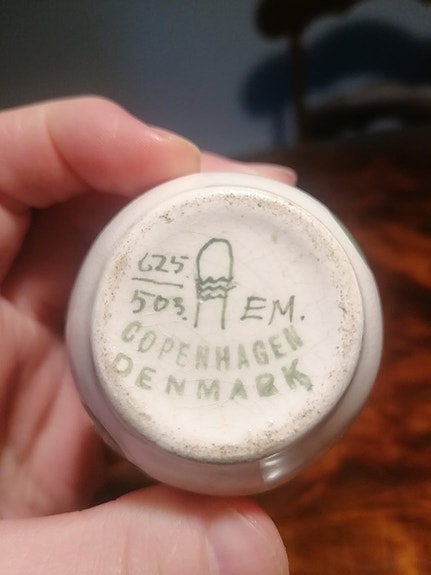 625
503.
EM.
COPENHAGEN
DENMARK